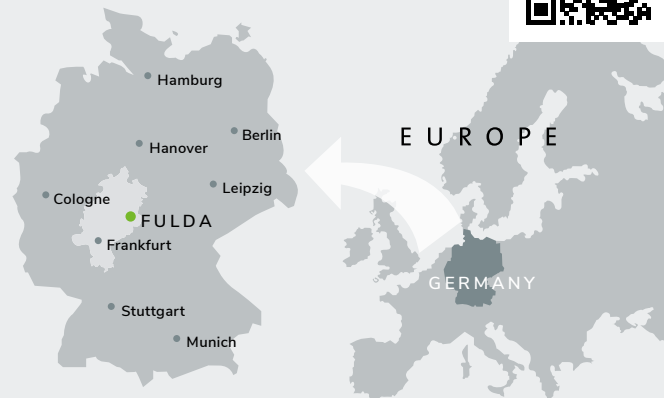 Hamburg
EUROPE
Berlin
Hanover
Leipzig
Cologne
FULDA
Frankfurt
GERMANY
Stuttgart
Munich